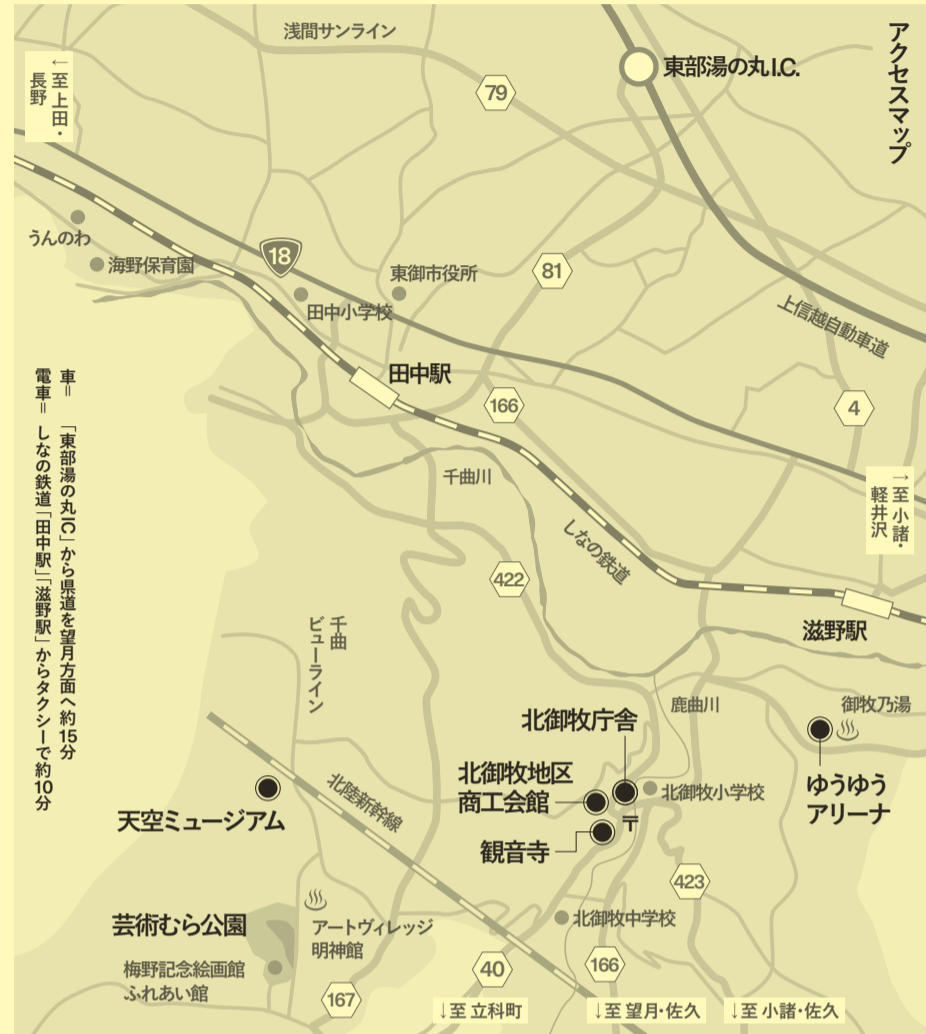 アクセスマップ
浅間サンライン
東部湯の丸I.C.
←至上田・
長野
79
うんのわ
海野保育園
18
東御市役所
81
田中小学校
上信越自動車道
田中駅
166
4
車=「東部湯の丸IC」から県道を望月方面へ約15分
電車=しなの鉄道「田中駅」「滋野駅」からタクシーで約10分
千曲川
→至 小諸・
軽井沢
しなの鉄道
422
滋野駅
千曲
ビューライン
鹿曲川
御牧乃湯
北御牧庁舎
北御牧地区
商工会館
北御牧小学校
ゆうゆう
アリーナ
天空ミュージアム
北陸新幹線
〒
観音寺
423
芸術むら公園
アートヴィレッジ
明神館
北御牧中学校
梅野記念絵画館
ふれあい館
167
40
166
↓至 立科町
↓至 望月・佐久
↓至 小諸・佐久